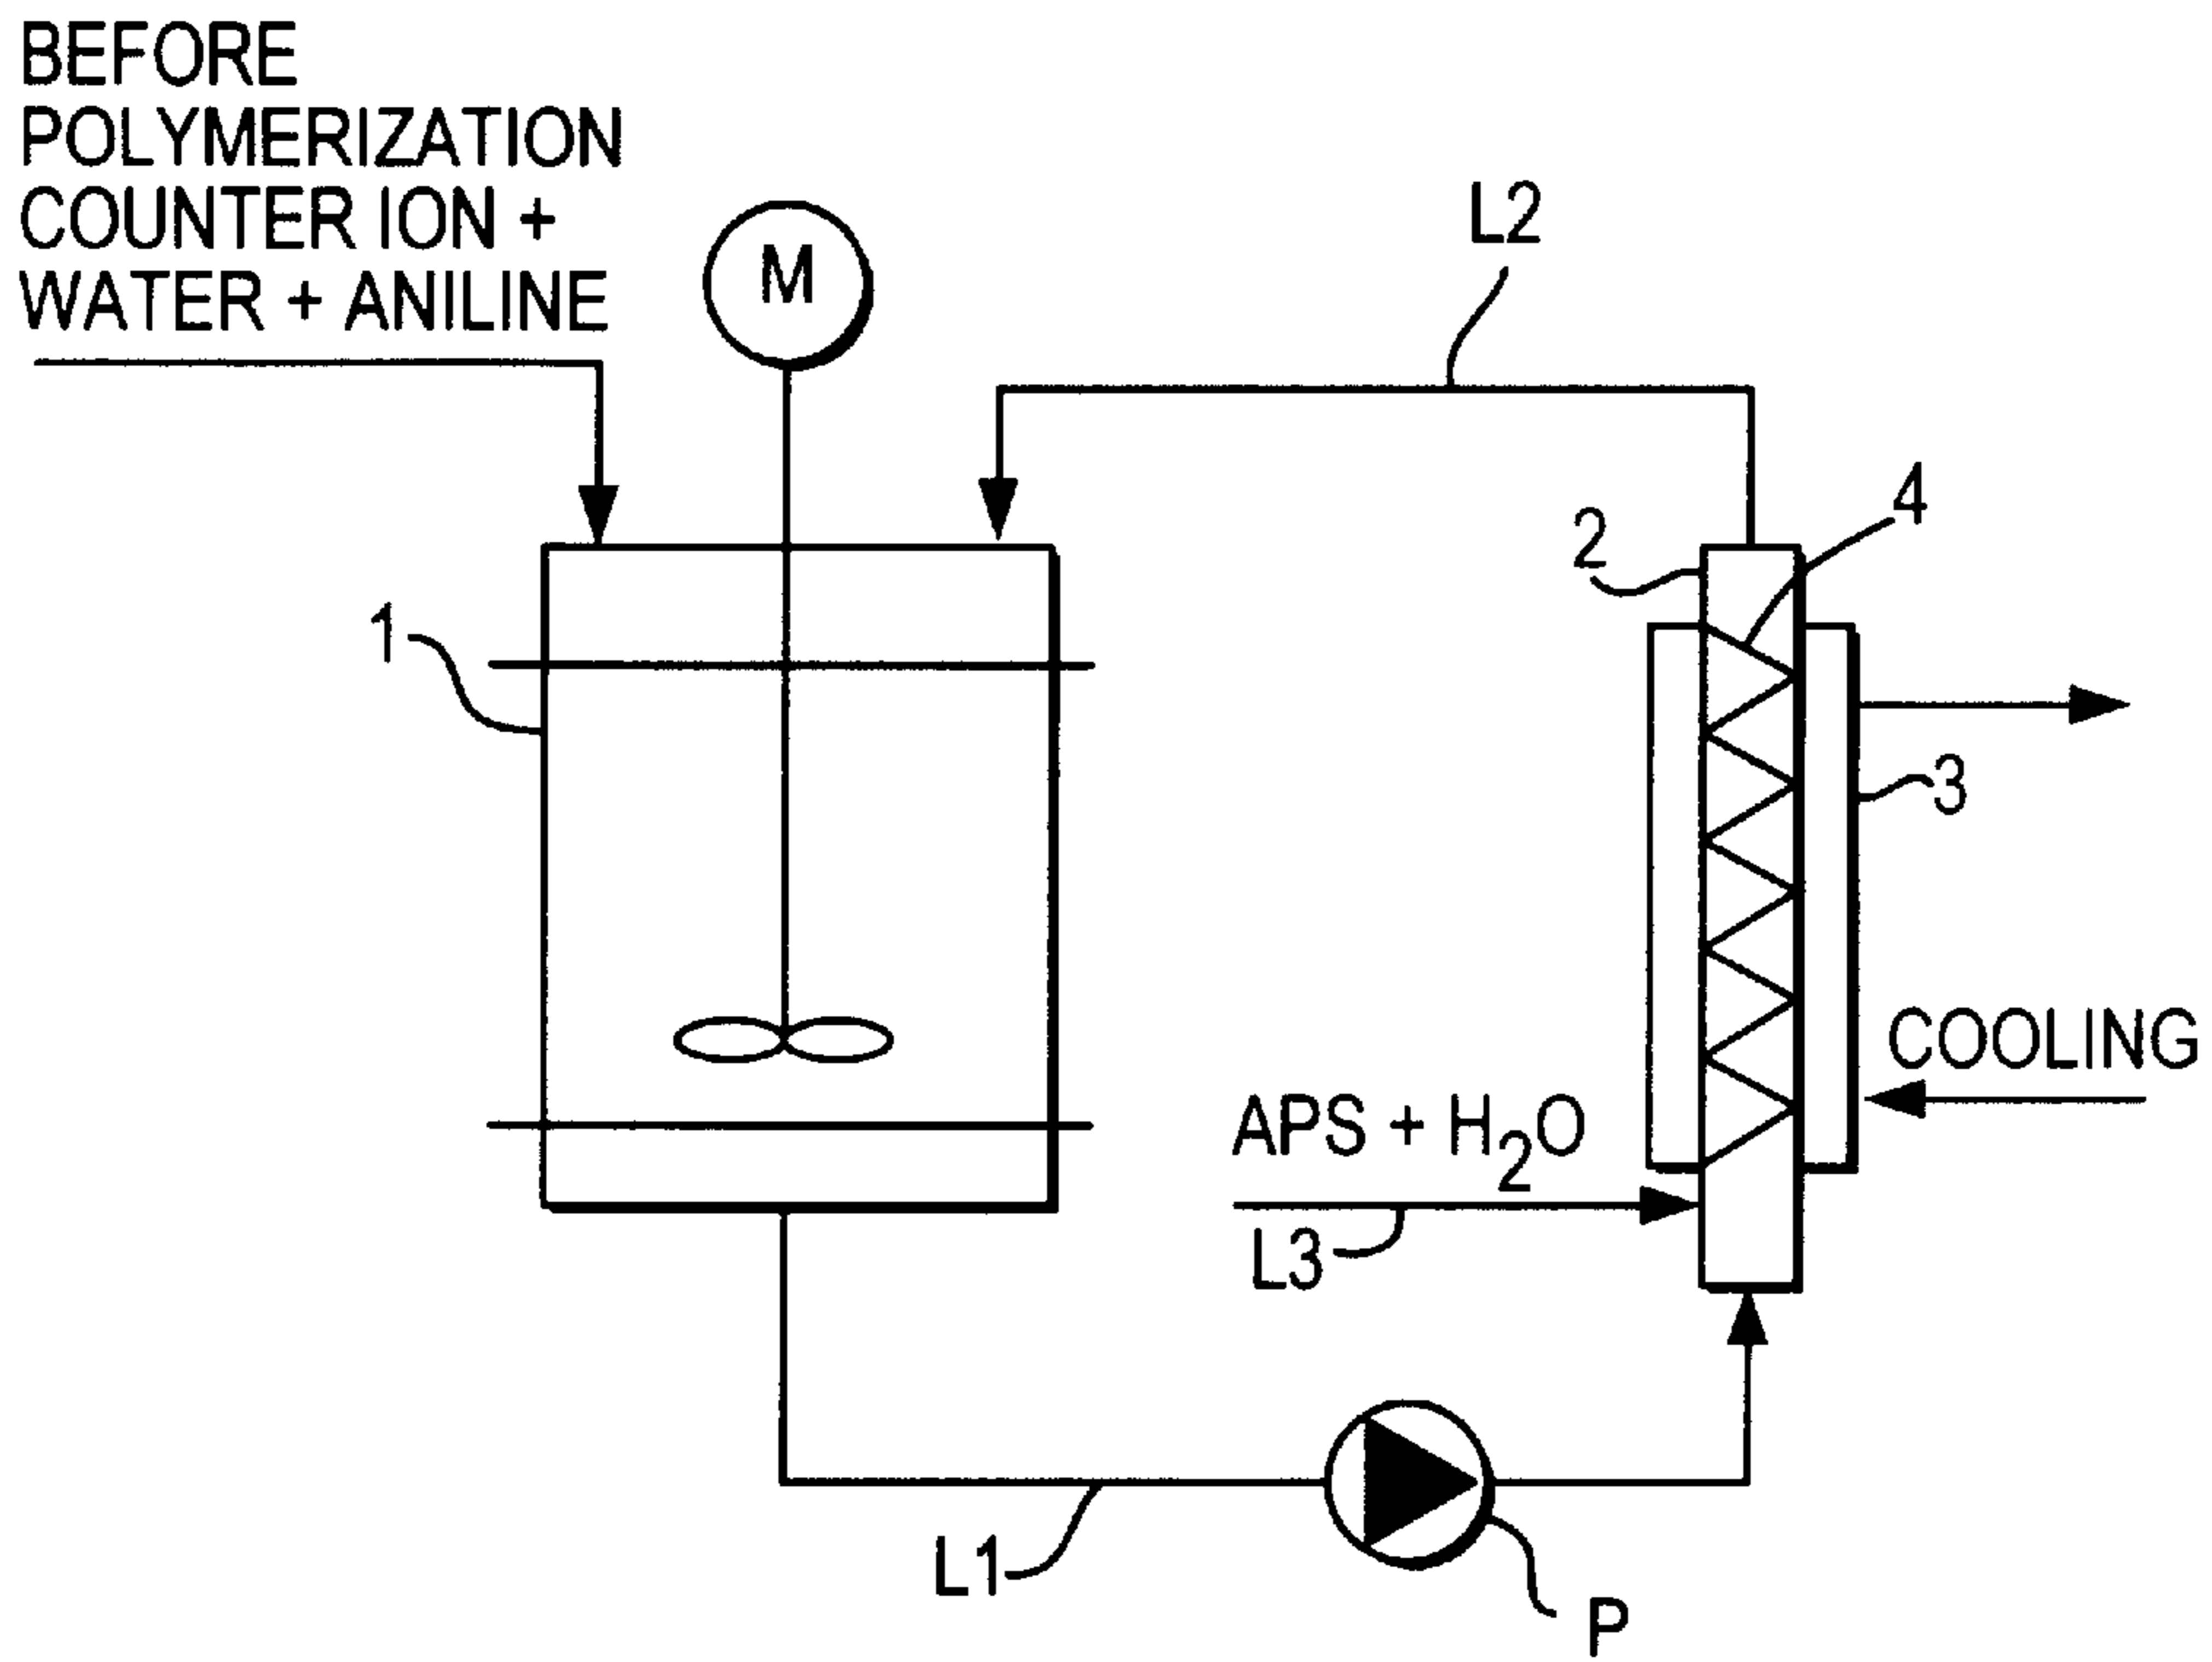 BEFORE
POLYMERIZATION
COUNTER ION +
WATER + ANILINE
M
L2
4
2
1
3
COOLING
APS + H₂O
L3
L1
P